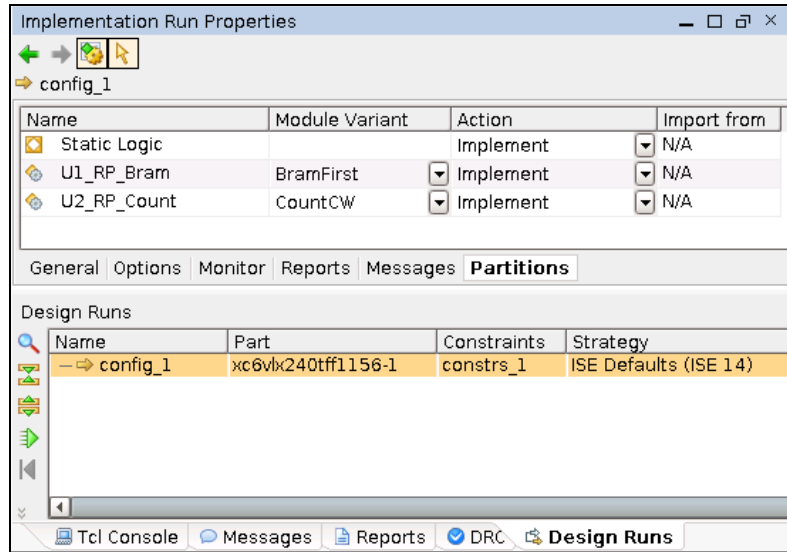 Implementation Run Properties
config_1
Name Module Variant Action Import from
Static Logic Implement N/A
U1_RP_Bram BramFirst Implement N/A
U2_RP_Count CountCW Implement N/A
General Options Monitor Reports Messages Partitions
Design Runs
Name Part Constraints Strategy
config_1 xc6vlx240tff1156-1 constrs_1 ISE Defaults (ISE 14)
Tcl Console Messages Reports DRC Design Runs